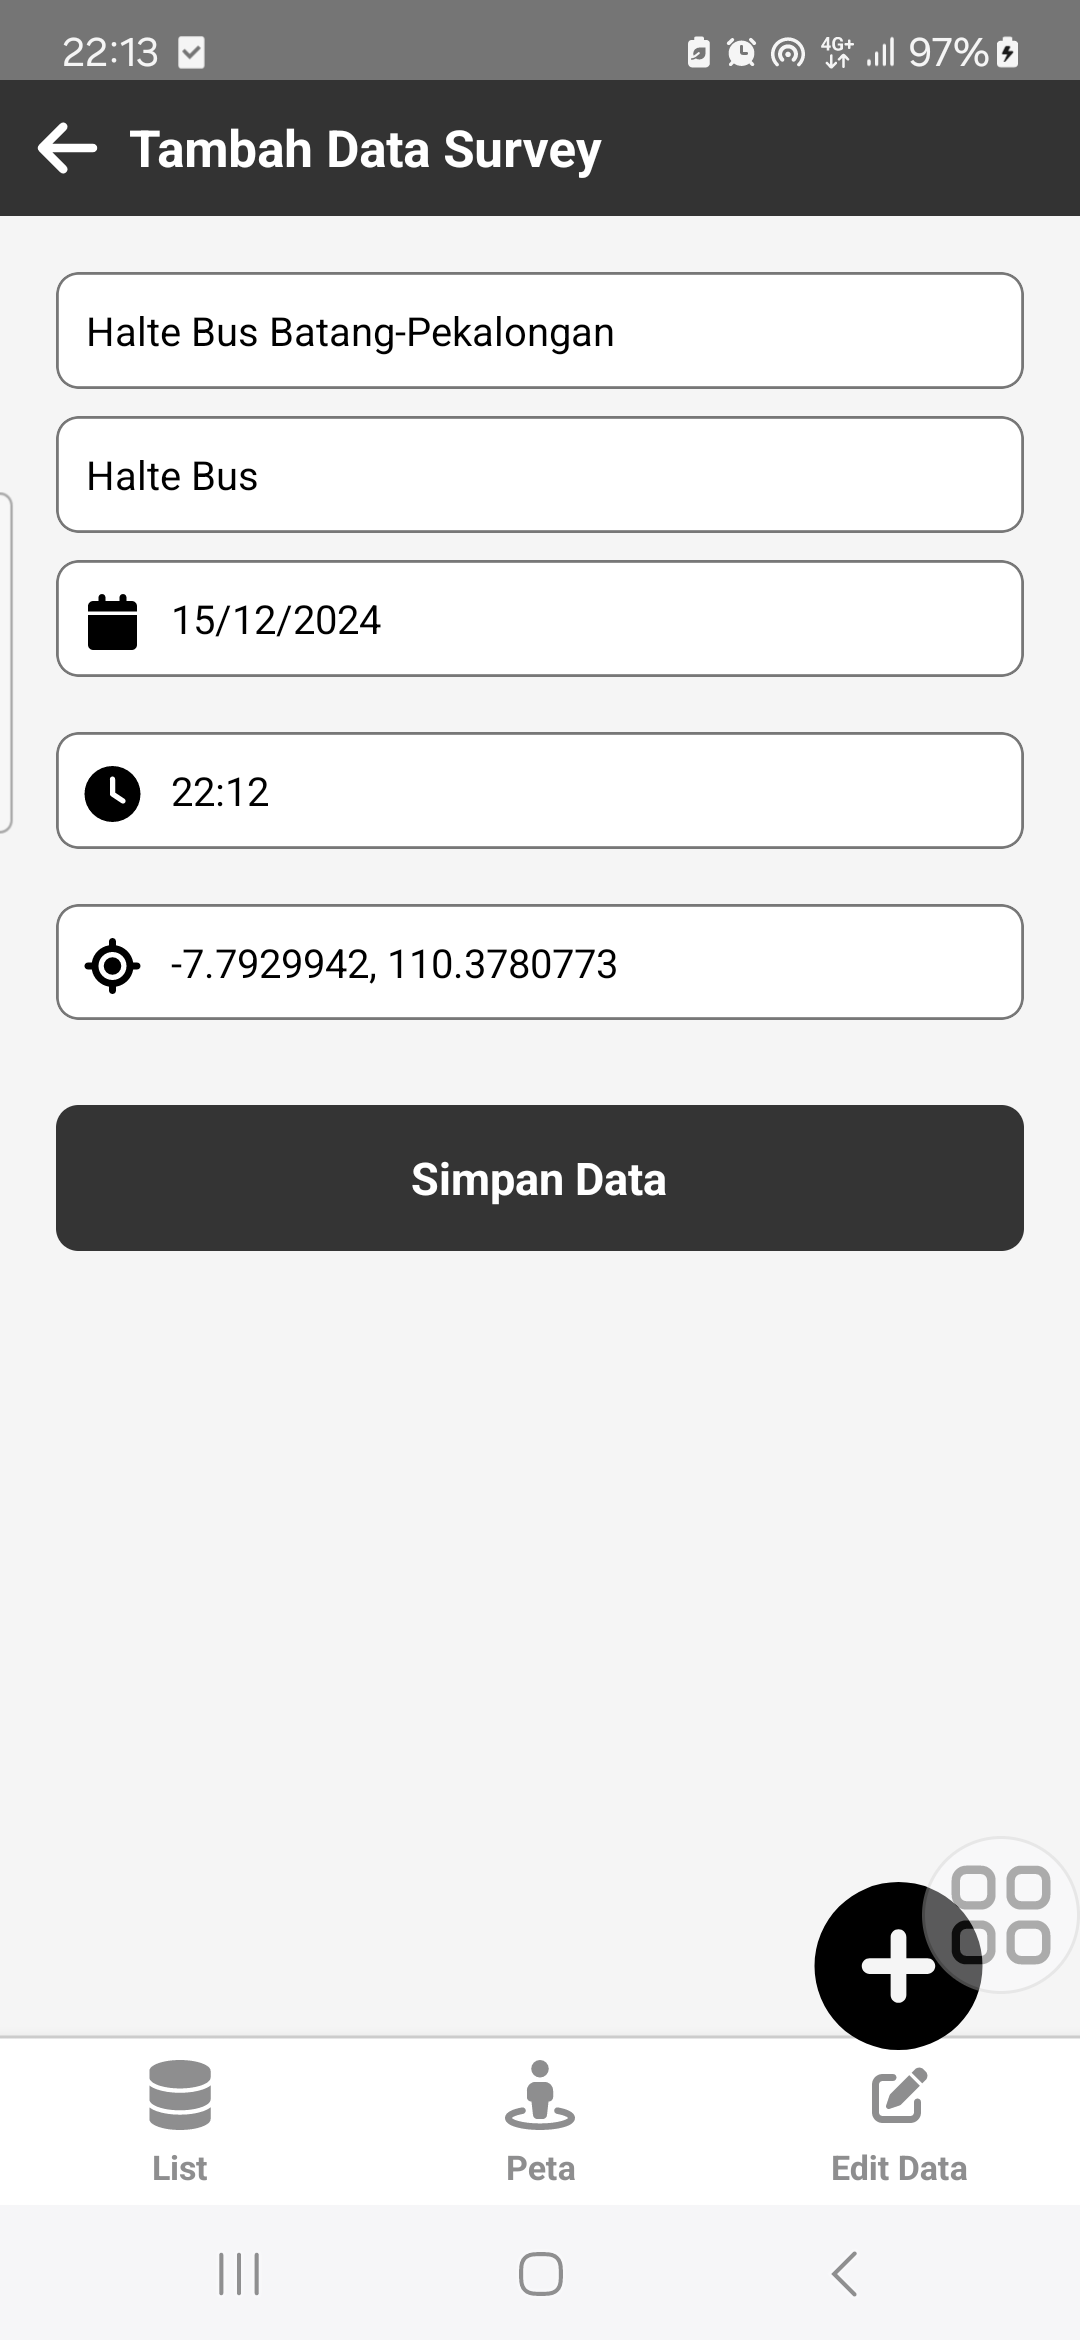 22:13
4G+ 97%
Tambah Data Survey
Halte Bus Batang-Pekalongan
Halte Bus
15/12/2024
22:12
-7.7929942, 110.3780773
Simpan Data
List
Peta
Edit Data